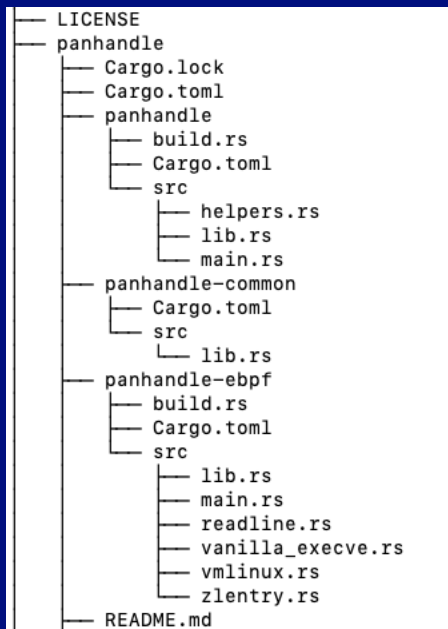 ├── LICENSE
├── panhandle
│   ├── Cargo.lock
│   ├── Cargo.toml
│   ├── panhandle
│   │   ├── build.rs
│   │   ├── Cargo.toml
│   │   └── src
│   │       ├── helpers.rs
│   │       ├── lib.rs
│   │       └── main.rs
│   ├── panhandle-common
│   │   ├── Cargo.toml
│   │   └── src
│   │       └── lib.rs
│   ├── panhandle-ebpf
│   │   ├── build.rs
│   │   ├── Cargo.toml
│   │   └── src
│   │       ├── lib.rs
│   │       ├── main.rs
│   │       ├── readline.rs
│   │       ├── vanilla_execve.rs
│   │       ├── vmlinux.rs
│   │       └── zlentry.rs
│   ├── README.md